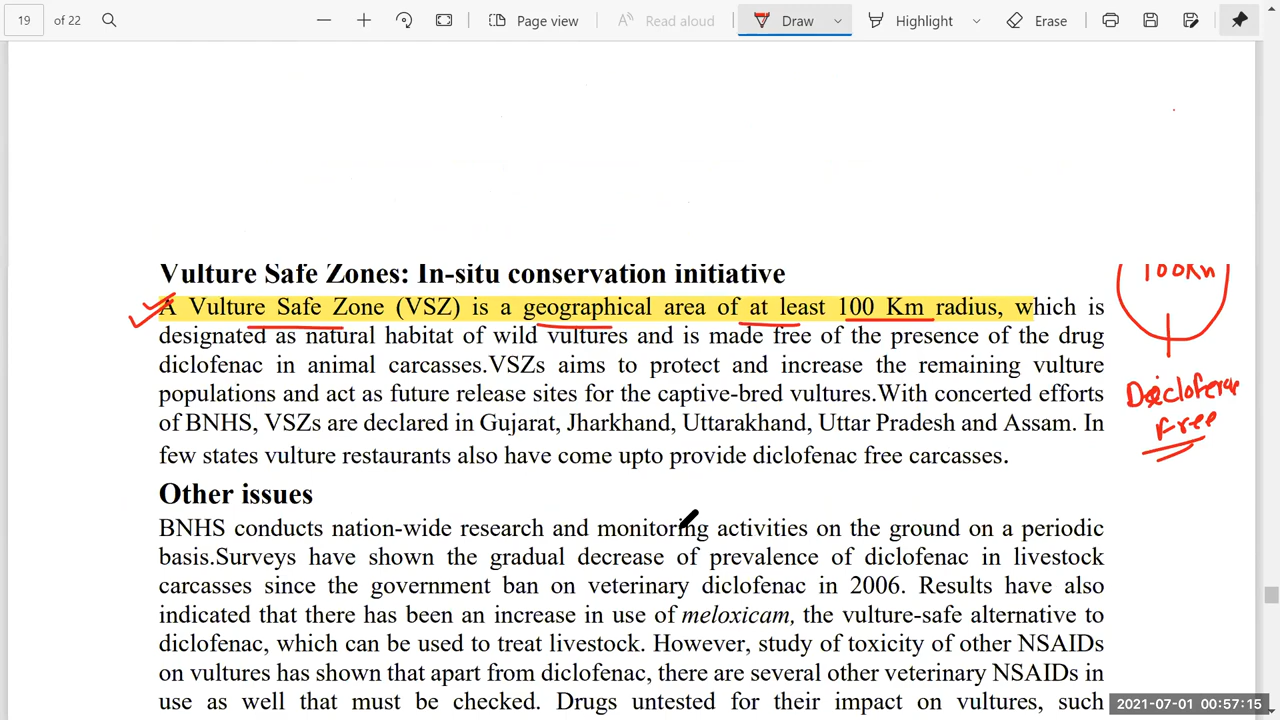 19 of 22 Page view Read aloud Draw Highlight Erase
Vulture Safe Zones: In-situ conservation initiative
A Vulture Safe Zone (VSZ) is a geographical area of at least 100 Km radius, which is
designated as natural habitat of wild vultures and is made free of the presence of the drug
diclofenac in animal carcasses.VSZs aims to protect and increase the remaining vulture
populations and act as future release sites for the captive-bred vultures.With concerted efforts
of BNHS, VSZs are declared in Gujarat, Jharkhand, Uttarakhand, Uttar Pradesh and Assam. In
few states vulture restaurants also have come upto provide diclofenac free carcasses.
100Km
Diclofenac
Free
Other issues
BNHS conducts nation-wide research and monitoring activities on the ground on a periodic
basis.Surveys have shown the gradual decrease of prevalence of diclofenac in livestock
carcasses since the government ban on veterinary diclofenac in 2006. Results have also
indicated that there has been an increase in use of meloxicam, the vulture-safe alternative to
diclofenac, which can be used to treat livestock. However, study of toxicity of other NSAIDs
on vultures has shown that apart from diclofenac, there are several other veterinary NSAIDs in
use as well that must be checked. Drugs untested for their impact on vultures, such
2021-07-01 00:57:15